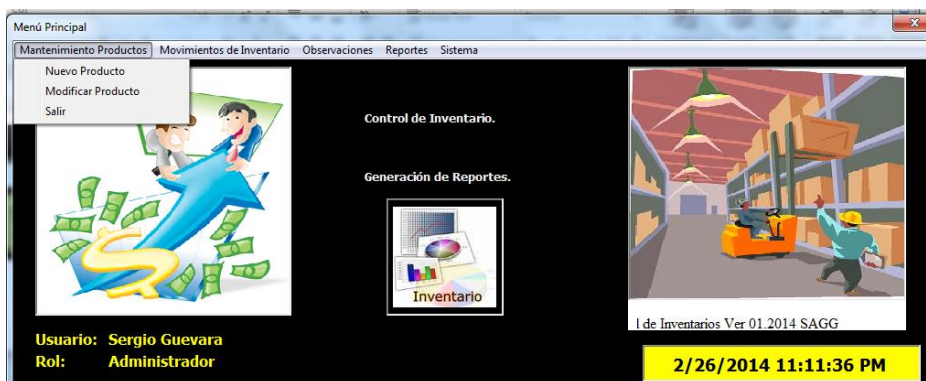 Menú Principal
Mantenimiento Productos Movimientos de Inventario Observaciones Reportes Sistema
Nuevo Producto
Modificar Producto
Salir
Control de Inventario.
Generación de Reportes.
Inventario
l de Inventarios Ver 01.2014 SAGG
Usuario: Sergio Guevara
Rol: Administrador
2/26/2014 11:11:36 PM